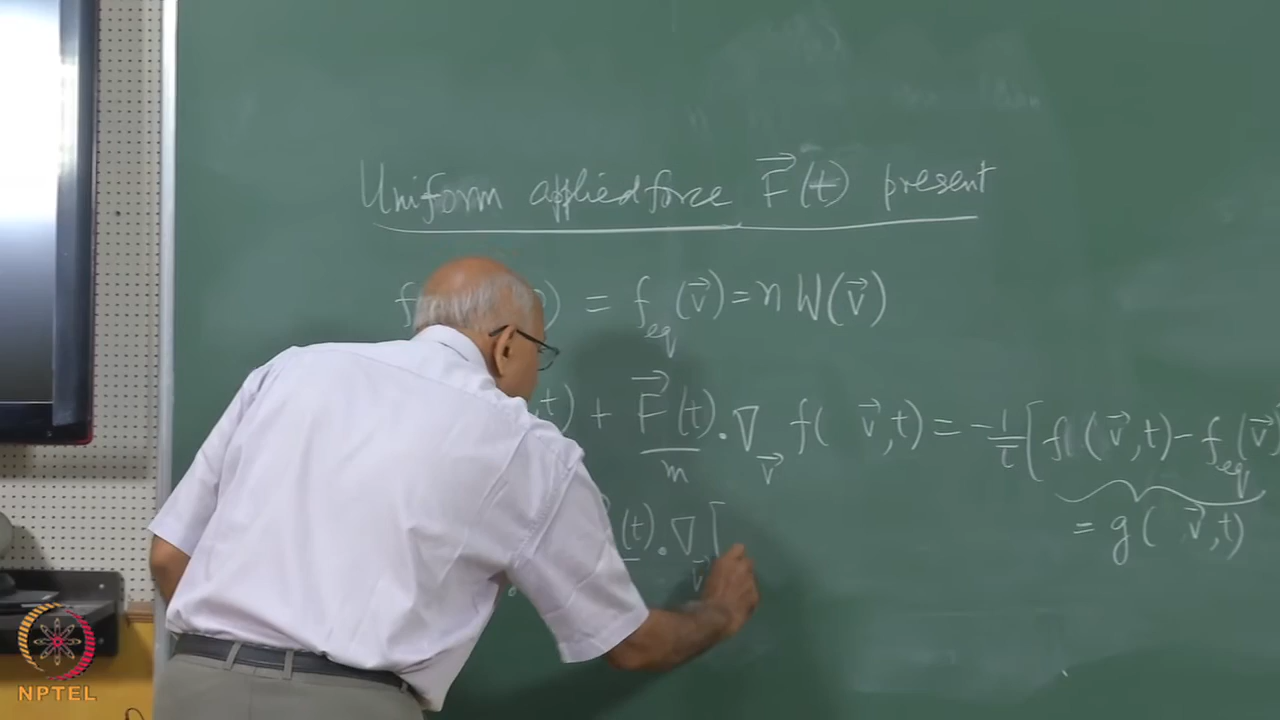 Uniform applied force F⃗(t) present
f ) = f_eq(v⃗) = n W(v⃗)
,t) + F⃗(t)/m · ∇_v⃗ f( v⃗,t) = -1/τ [f(v⃗,t) - f_eq(v⃗)
(t) · ∇_v⃗ [
= g( v⃗,t)
NPTEL